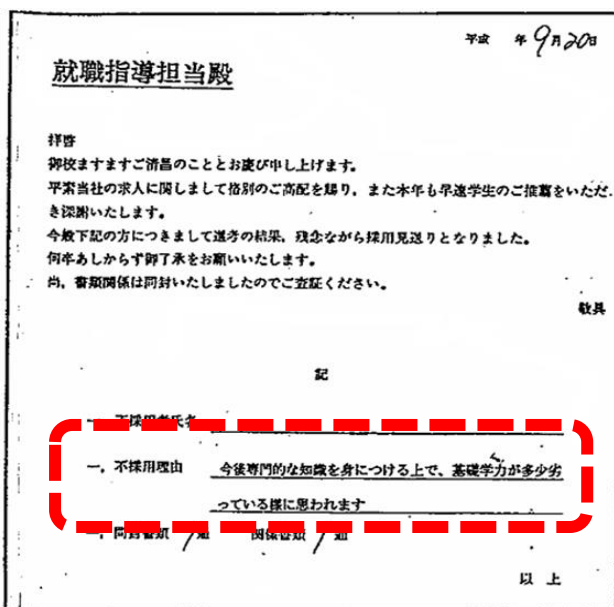 平成　年 9月20日
就職指導担当殿
拝啓
御校ますますご清昌のこととお慶び申し上げます。
平素当社の求人に関しまして格別のご高配を賜り、また本年も早速学生のご推薦をいただ
き深謝いたします。
今般下記の方につきまして選考の結果、残念ながら採用見送りとなりました。
何卒あしからず御了承をお願いいたします。
尚、書類関係は同封いたしましたのでご査証ください。
敬具
記
一、不採用者氏名
一、不採用理由　今後専門的な知識を身につける上で、基礎学力が多少劣
っている様に思われます
一、同封書類　1通　関係書類　1通
以上